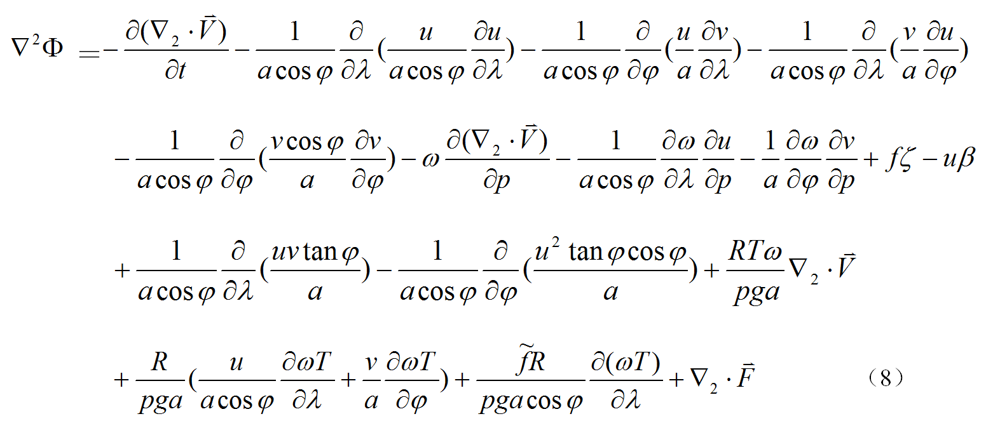 ∇²Φ = −∂(∇₂·V⃗)/∂t − 1/(a cos φ) ∂/∂λ (u/(a cos φ) ∂u/∂λ) − 1/(a cos φ) ∂/∂φ (u/a ∂v/∂λ) − 1/(a cos φ) ∂/∂λ (v/a ∂u/∂φ)
− 1/(a cos φ) ∂/∂φ (v cos φ/a ∂v/∂φ) − ω ∂(∇₂·V⃗)/∂p − 1/(a cos φ) ∂ω/∂λ ∂u/∂p − 1/a ∂ω/∂φ ∂v/∂p + fζ − uβ
+ 1/(a cos φ) ∂/∂λ (uv tan φ/a) − 1/(a cos φ) ∂/∂φ (u² tan φ cos φ/a) + RTω/pga ∇₂·V⃗
+ R/pga (u/(a cos φ) ∂ωT/∂λ + v/a ∂ωT/∂φ) + f̃R/(pga cos φ) ∂(ωT)/∂λ + ∇₂·F⃗ （8）